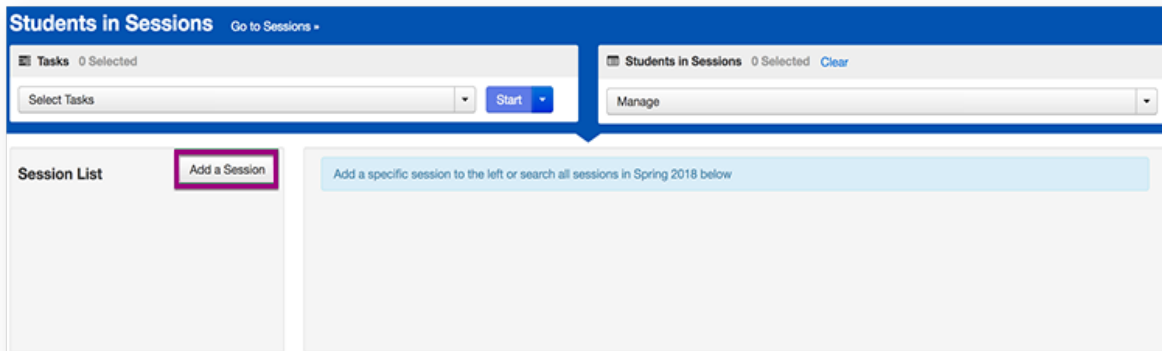 Students in Sessions Go to Sessions »
Tasks 0 Selected
Select Tasks Start
Students in Sessions 0 Selected Clear
Manage
Session List Add a Session
Add a specific session to the left or search all sessions in Spring 2018 below